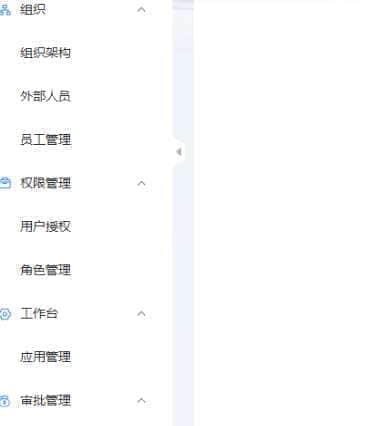 组织
组织架构
外部人员
员工管理
权限管理
用户授权
角色管理
工作台
应用管理
审批管理